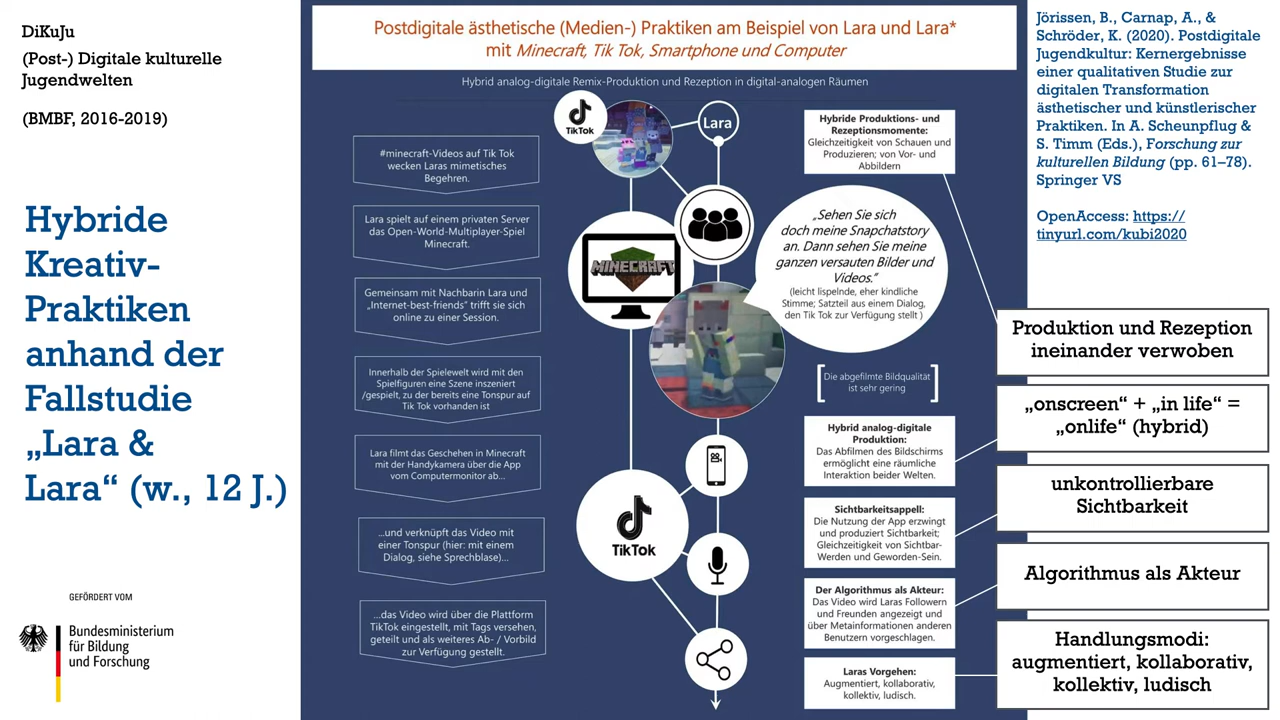 DiKuJu
(Post-) Digitale kulturelle
Jugendwelten
(BMBF, 2016-2019)
Hybride
Kreativ-
Praktiken
anhand der
Fallstudie
„Lara &
Lara“ (w., 12 J.)
GEFÖRDERT VOM
Bundesministerium
für Bildung
und Forschung
Postdigitale ästhetische (Medien-) Praktiken am Beispiel von Lara und Lara*
mit Minecraft, Tik Tok, Smartphone und Computer
Hybrid analog-digitale Remix-Produktion und Rezeption in digital-analogen Räumen
TikTok
Lara
#minecraft-Videos auf Tik Tok
wecken Laras mimetisches
Begehren.
Lara spielt auf einem privaten Server
das Open-World-Multiplayer-Spiel
Minecraft.
Gemeinsam mit Nachbarin Lara und
„Internet-best-friends” trifft sie sich
online zu einer Session.
Innerhalb der Spielewelt wird mit den
Spielfiguren eine Szene inszeniert
/gespielt, zu der bereits eine Tonspur auf
Tik Tok vorhanden ist
Lara filmt das Geschehen in Minecraft
mit der Handykamera über die App
vom Computermonitor ab...
...und verknüpft das Video mit
einer Tonspur (hier: mit einem
Dialog, siehe Sprechblase)...
...das Video wird über die Plattform
TikTok eingestellt, mit Tags versehen,
geteilt und als weiteres Ab- / Vorbild
zur Verfügung gestellt.
MINECRAFT
TikTok
Hybride Produktions- und
Rezeptionsmomente:
Gleichzeitigkeit von Schauen und
Produzieren; von Vor- und
Abbildern
„Sehen Sie sich
doch meine Snapchatstory
an. Dann sehen Sie meine
ganzen versauten Bilder und
Videos.”
(leicht lispelnde, eher kindliche
Stimme; Satzteil aus einem Dialog,
den Tik Tok zur Verfügung stellt )
Die abgefilmte Bildqualität
ist sehr gering
Hybrid analog-digitale
Produktion:
Das Abfilmen des Bildschirms
ermöglicht eine räumliche
Interaktion beider Welten.
Sichtbarkeitsappell:
Die Nutzung der App erzwingt
und produziert Sichtbarkeit;
Gleichzeitigkeit von Sichtbar-
Werden und Geworden-Sein.
Der Algorithmus als Akteur:
Das Video wird Laras Followern
und Freunden angezeigt und
über Metainformationen anderen
Benutzern vorgeschlagen.
Laras Vorgehen:
Augmentiert, kollaborativ,
kollektiv, ludisch.
Jörissen, B., Carnap, A., &
Schröder, K. (2020). Postdigitale
Jugendkultur: Kernergebnisse
einer qualitativen Studie zur
digitalen Transformation
ästhetischer und künstlerischer
Praktiken. In A. Scheunpflug &
S. Timm (Eds.), Forschung zur
kulturellen Bildung (pp. 61–78).
Springer VS
OpenAccess: https://
tinyurl.com/kubi2020
Produktion und Rezeption
ineinander verwoben
„onscreen“ + „in life“ =
„onlife“ (hybrid)
unkontrollierbare
Sichtbarkeit
Algorithmus als Akteur
Handlungsmodi:
augmentiert, kollaborativ,
kollektiv, ludisch